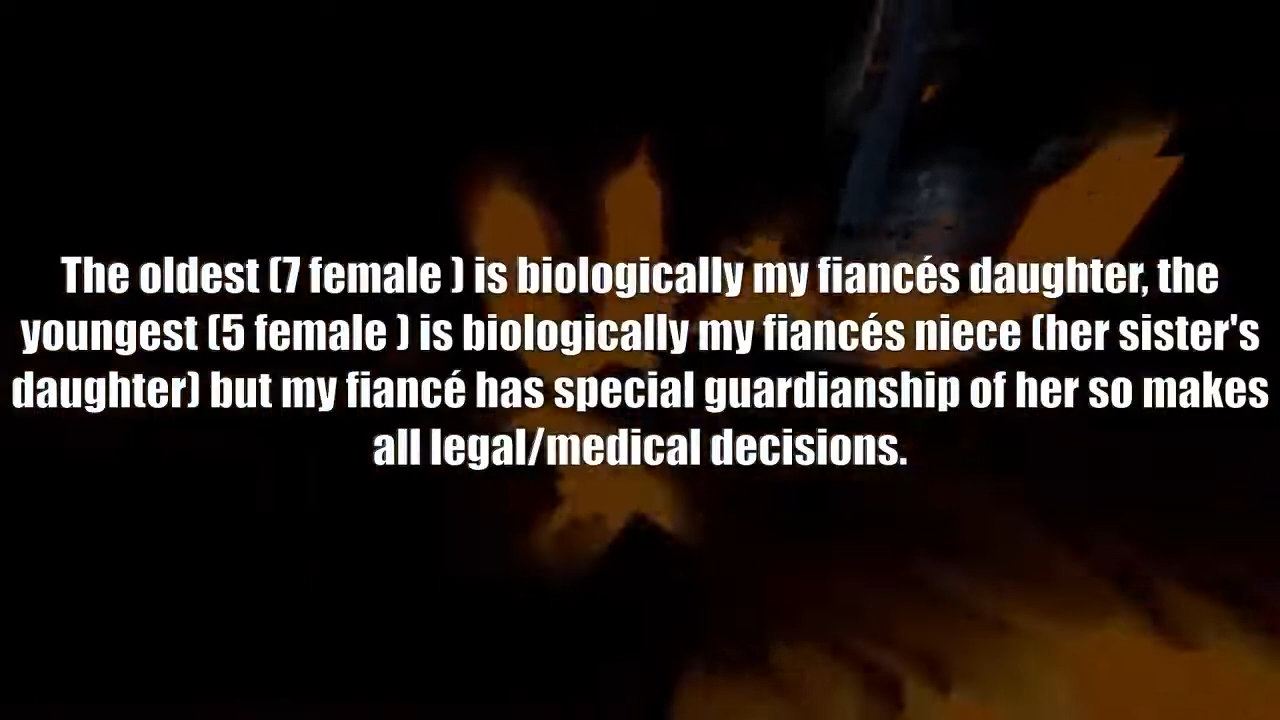 The oldest (7 female ) is biologically my fiancés daughter, the
youngest (5 female ) is biologically my fiancés niece (her sister's
daughter) but my fiancé has special guardianship of her so makes
all legal/medical decisions.